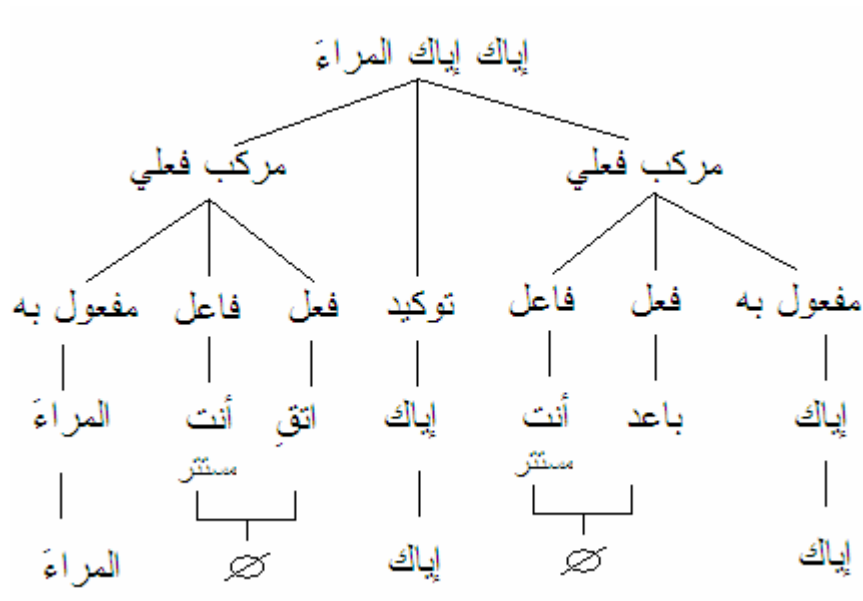 إياك إياك المراءَ
مركب فعلي مركب فعلي
مفعول به فعل فاعل توكيد فعل فاعل مفعول به
إياك باعد أنت إياك اتقِ أنت المراءَ
مستتر مستتر
إياك ∅ إياك ∅ المراءَ